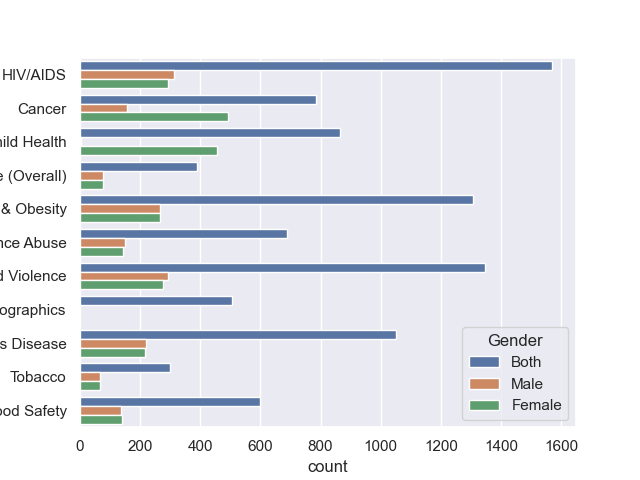 HIV/AIDS
Cancer
ild Health
e (Overall)
& Obesity
nce Abuse
d Violence
ographics
s Disease
Tobacco
ood Safety
0 200 400 600 800 1000 1200 1400 1600
count
Gender
Both
Male
Female